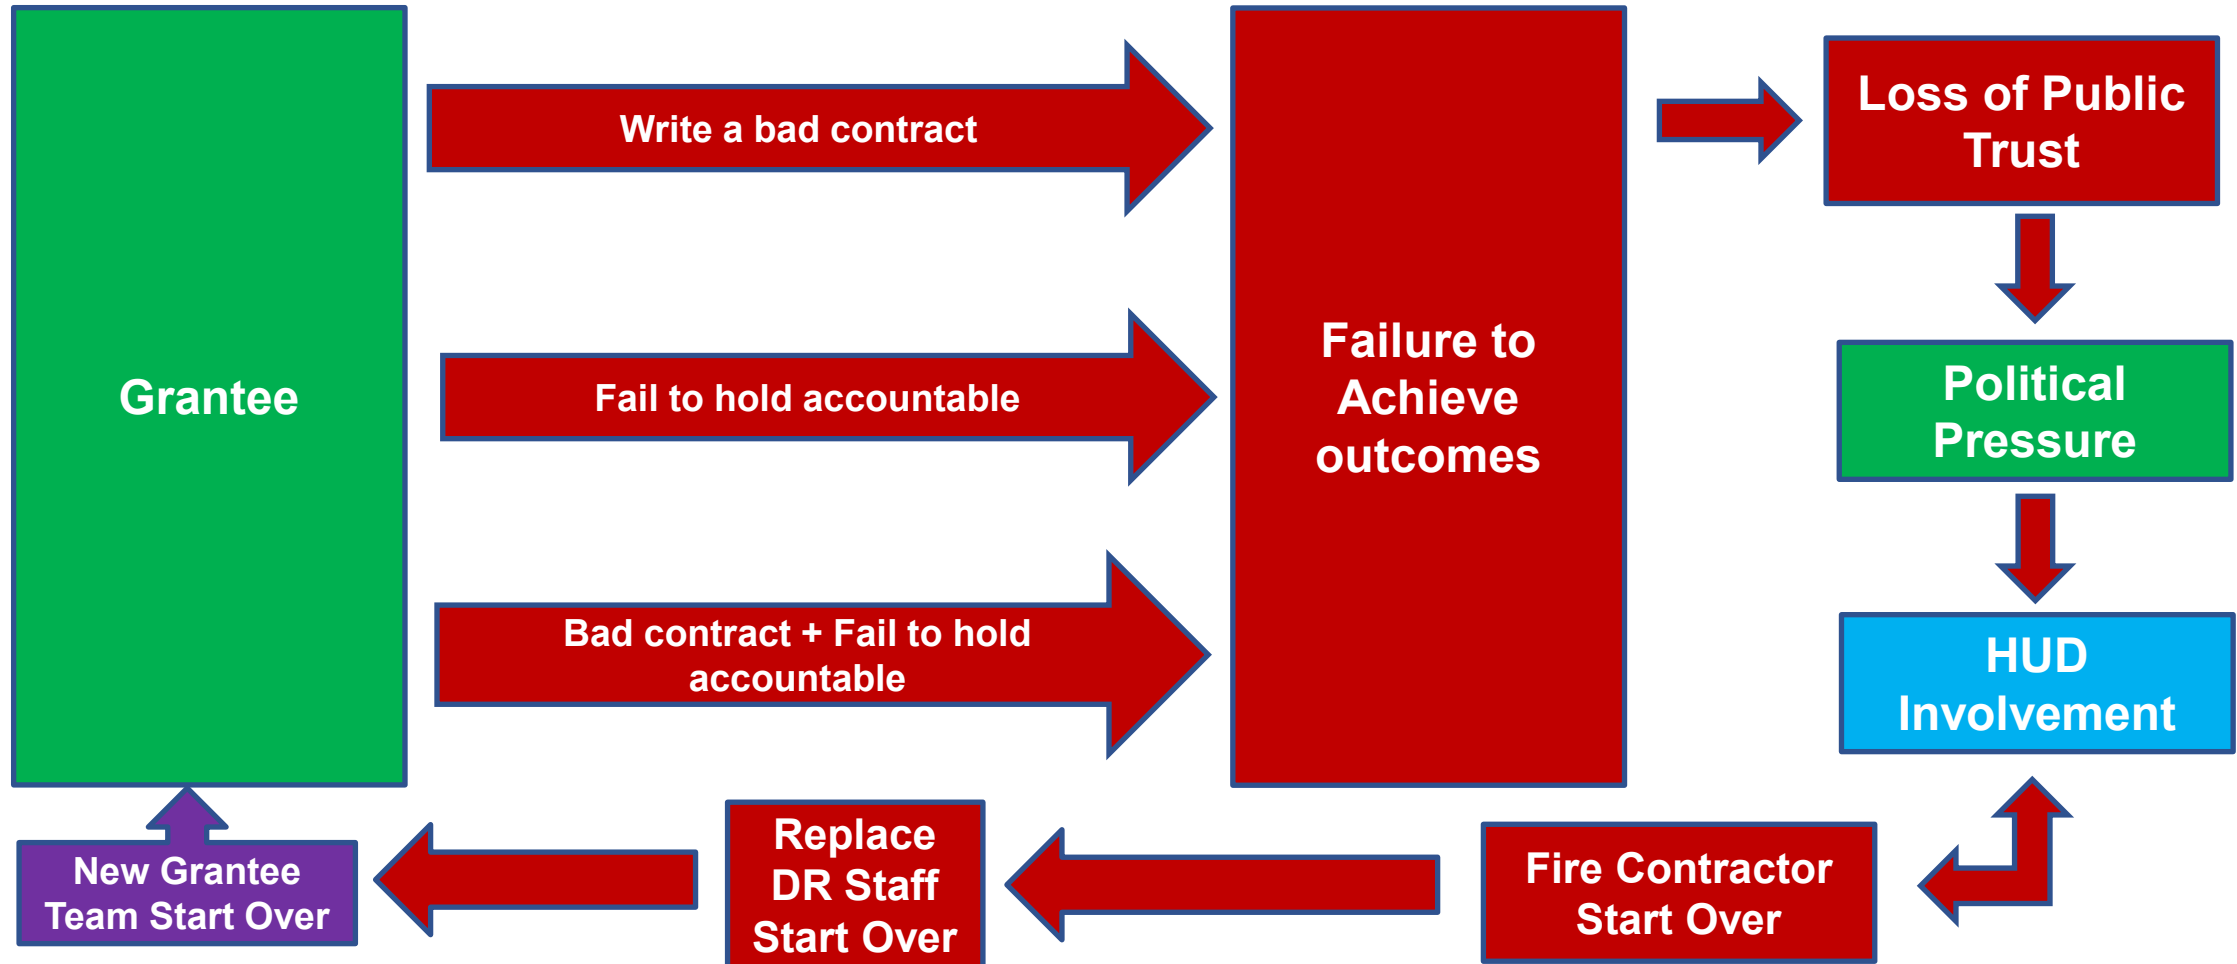 Grantee
Write a bad contract
Fail to hold accountable
Bad contract + Fail to hold
accountable
Failure to
Achieve
outcomes
Loss of Public
Trust
Political
Pressure
HUD
Involvement
Fire Contractor
Start Over
Replace
DR Staff
Start Over
New Grantee
Team Start Over